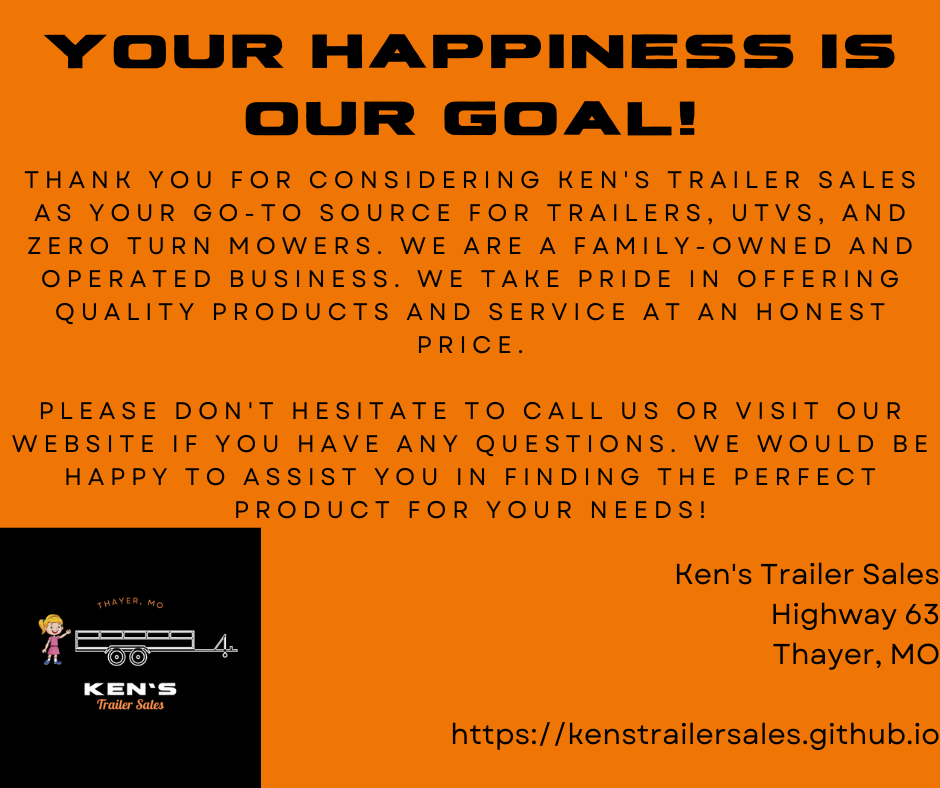 YOUR HAPPINESS IS
OUR GOAL!
THANK YOU FOR CONSIDERING KEN'S TRAILER SALES
AS YOUR GO-TO SOURCE FOR TRAILERS, UTVS, AND
ZERO TURN MOWERS. WE ARE A FAMILY-OWNED AND
OPERATED BUSINESS. WE TAKE PRIDE IN OFFERING
QUALITY PRODUCTS AND SERVICE AT AN HONEST
PRICE.
PLEASE DON'T HESITATE TO CALL US OR VISIT OUR
WEBSITE IF YOU HAVE ANY QUESTIONS. WE WOULD BE
HAPPY TO ASSIST YOU IN FINDING THE PERFECT
PRODUCT FOR YOUR NEEDS!
THAYER, MO
KEN'S
Trailer Sales
Ken's Trailer Sales
Highway 63
Thayer, MO
https://kenstrailersales.github.io